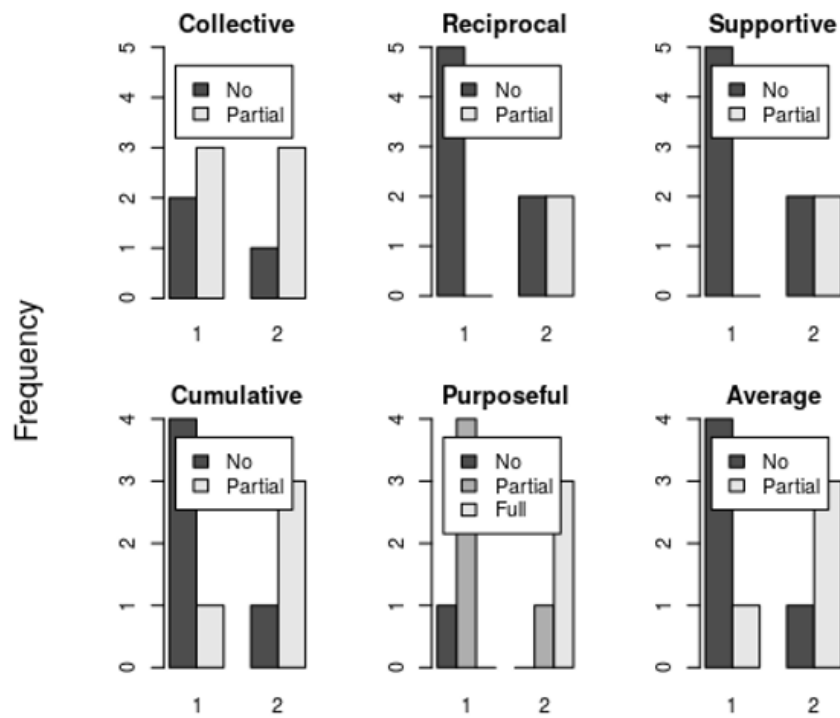 Collective
5
4
3
2
1
0
No
Partial
1 2
Reciprocal
5
4
3
2
1
0
No
Partial
1 2
Supportive
5
4
3
2
1
0
No
Partial
1 2
Frequency
Cumulative
4
3
2
1
0
No
Partial
1 2
Purposeful
4
3
2
1
0
No
Partial
Full
1 2
Average
4
3
2
1
0
No
Partial
1 2